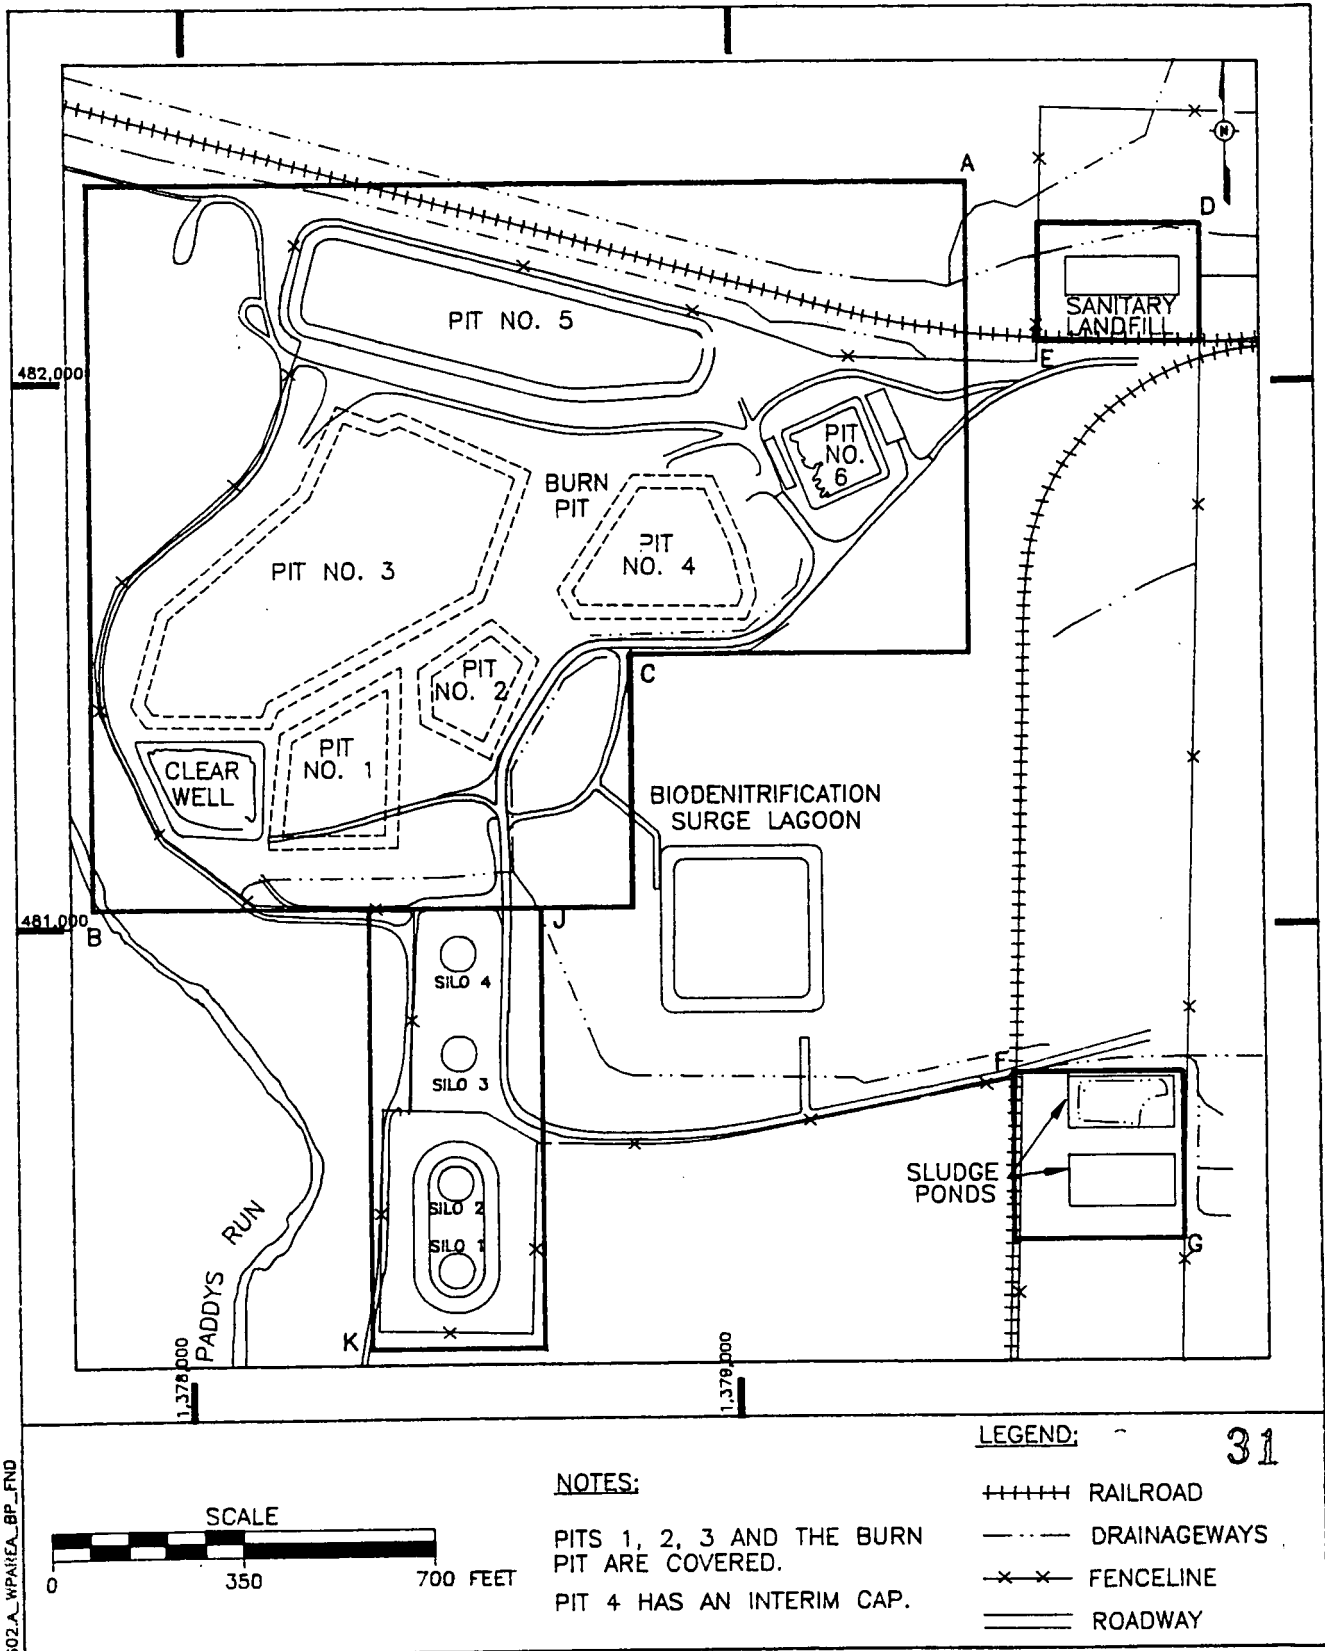 N
A
D
SANITARY
LANDFILL
E
PIT NO. 5
482,000
PIT
NO.
6
BURN
PIT
PIT
NO. 4
PIT NO. 3
PIT
NO. 2
C
PIT
NO. 1
CLEAR
WELL
BIODENITRIFICATION
SURGE LAGOON
481,000
B
J
SILO 4
SILO 3
F
SLUDGE
PONDS
SILO 2
SILO 1
G
PADDYS RUN
K
1,378,000
1,379,000
LEGEND:
31
RAILROAD
DRAINAGEWAYS
FENCELINE
ROADWAY
NOTES:
PITS 1, 2, 3 AND THE BURN
PIT ARE COVERED.
PIT 4 HAS AN INTERIM CAP.
SCALE
0 350 700 FEET